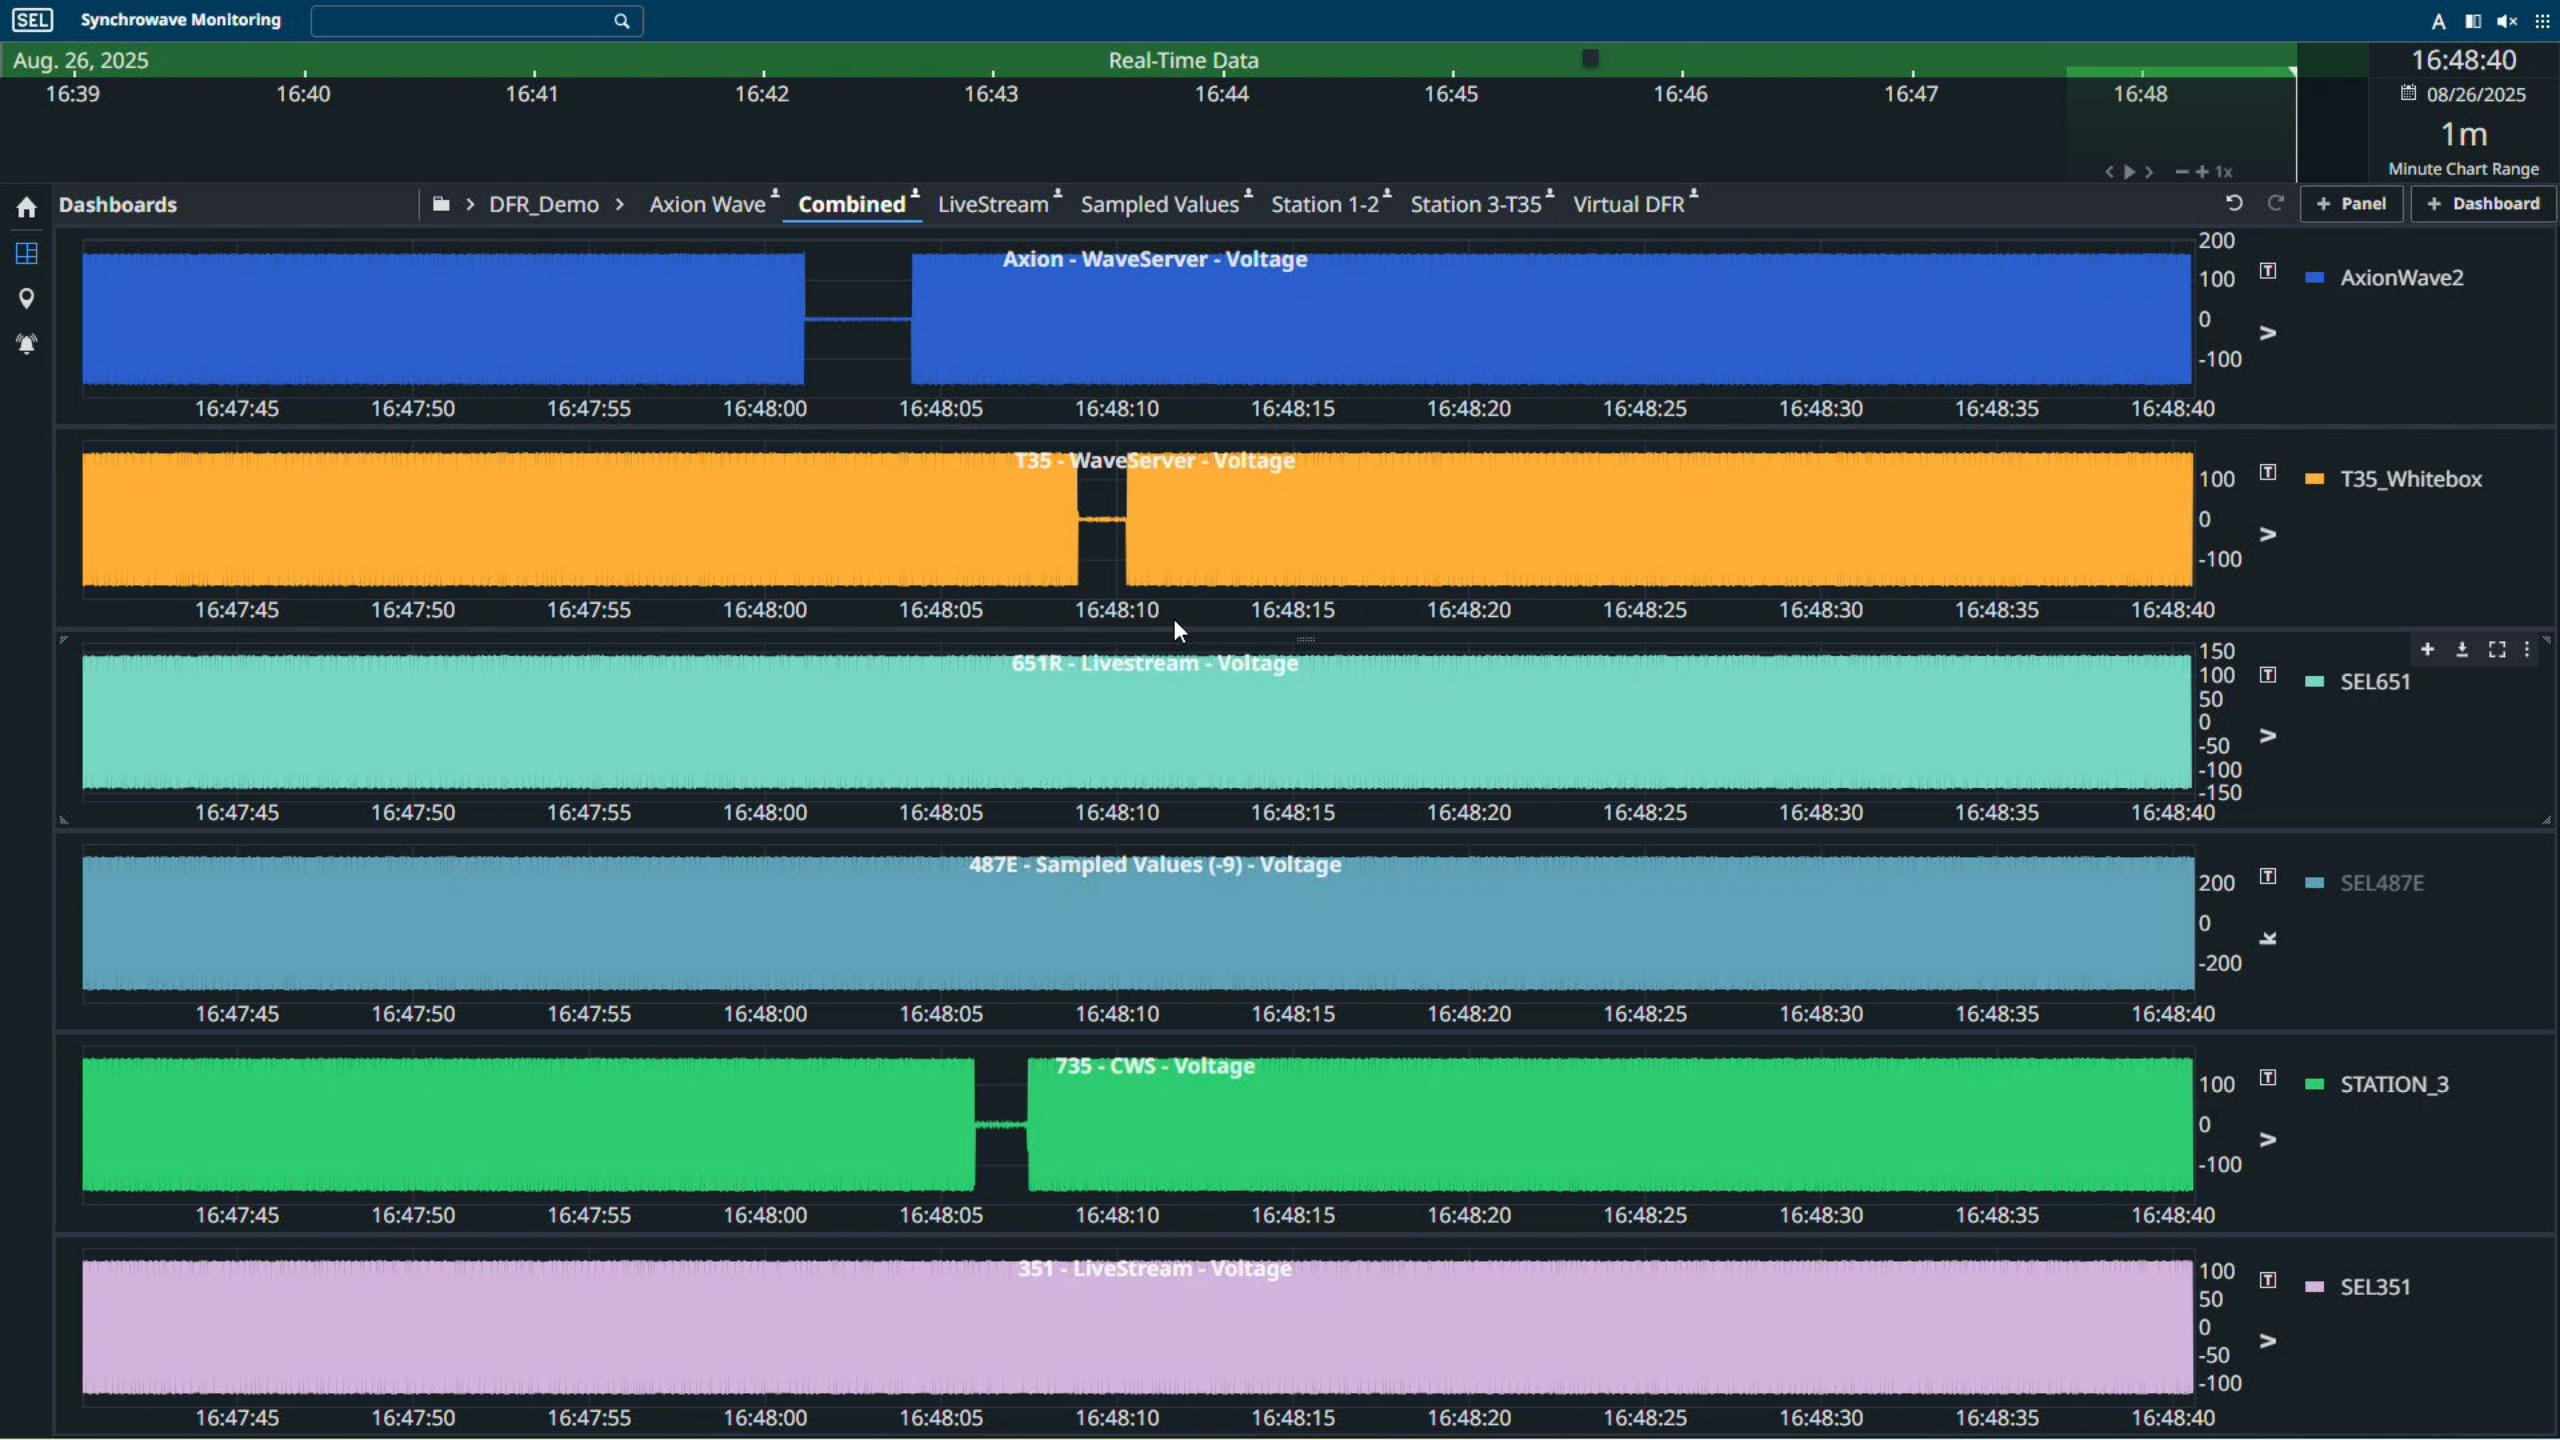 SEL Synchrowave Monitoring A
Aug. 26, 2025 Real-Time Data 16:48:40
16:39 16:40 16:41 16:42 16:43 16:44 16:45 16:46 16:47 16:48 08/26/2025
1m
1x Minute Chart Range
Dashboards > DFR_Demo > Axion Wave Combined LiveStream Sampled Values Station 1-2 Station 3-T35 Virtual DFR + Panel + Dashboard
Axion - WaveServer - Voltage
200
100
0
-100
T
V
AxionWave2
16:47:45 16:47:50 16:47:55 16:48:00 16:48:05 16:48:10 16:48:15 16:48:20 16:48:25 16:48:30 16:48:35 16:48:40
T35 - WaveServer - Voltage
100
0
-100
T
V
T35_Whitebox
16:47:45 16:47:50 16:47:55 16:48:00 16:48:05 16:48:10 16:48:15 16:48:20 16:48:25 16:48:30 16:48:35 16:48:40
651R - Livestream - Voltage
150
100
50
0
-50
-100
-150
T
V
SEL651
16:47:45 16:47:50 16:47:55 16:48:00 16:48:05 16:48:10 16:48:15 16:48:20 16:48:25 16:48:30 16:48:35 16:48:40
487E - Sampled Values (-9) - Voltage
200
0
-200
T
k
SEL487E
16:47:45 16:47:50 16:47:55 16:48:00 16:48:05 16:48:10 16:48:15 16:48:20 16:48:25 16:48:30 16:48:35 16:48:40
735 - CWS - Voltage
100
0
-100
T
V
STATION_3
16:47:45 16:47:50 16:47:55 16:48:00 16:48:05 16:48:10 16:48:15 16:48:20 16:48:25 16:48:30 16:48:35 16:48:40
351 - LiveStream - Voltage
100
50
0
-50
-100
T
V
SEL351
16:47:45 16:47:50 16:47:55 16:48:00 16:48:05 16:48:10 16:48:15 16:48:20 16:48:25 16:48:30 16:48:35 16:48:40